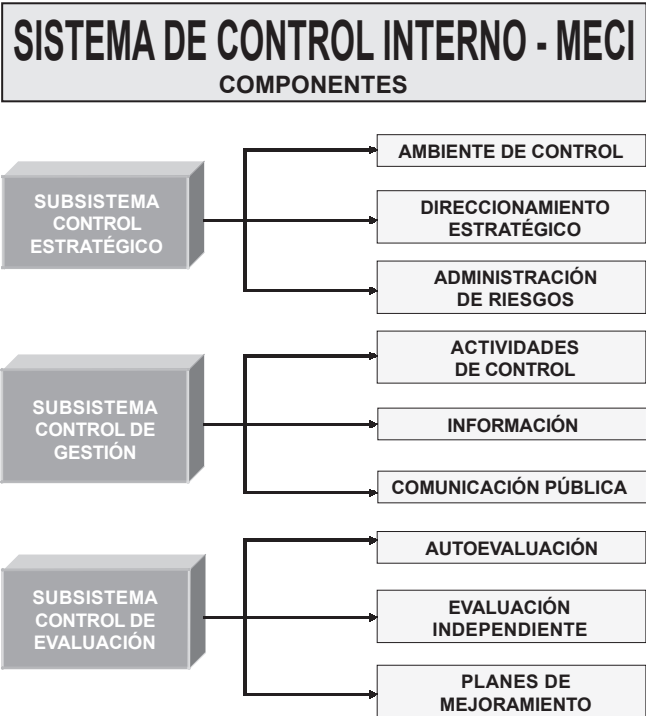 SISTEMA DE CONTROL INTERNO - MECI
COMPONENTES
SUBSISTEMA
CONTROL
ESTRATÉGICO
AMBIENTE DE CONTROL
DIRECCIONAMIENTO
ESTRATÉGICO
ADMINISTRACIÓN
DE RIESGOS
SUBSISTEMA
CONTROL DE
GESTIÓN
ACTIVIDADES
DE CONTROL
INFORMACIÓN
COMUNICACIÓN PÚBLICA
SUBSISTEMA
CONTROL DE
EVALUACIÓN
AUTOEVALUACIÓN
EVALUACIÓN
INDEPENDIENTE
PLANES DE
MEJORAMIENTO